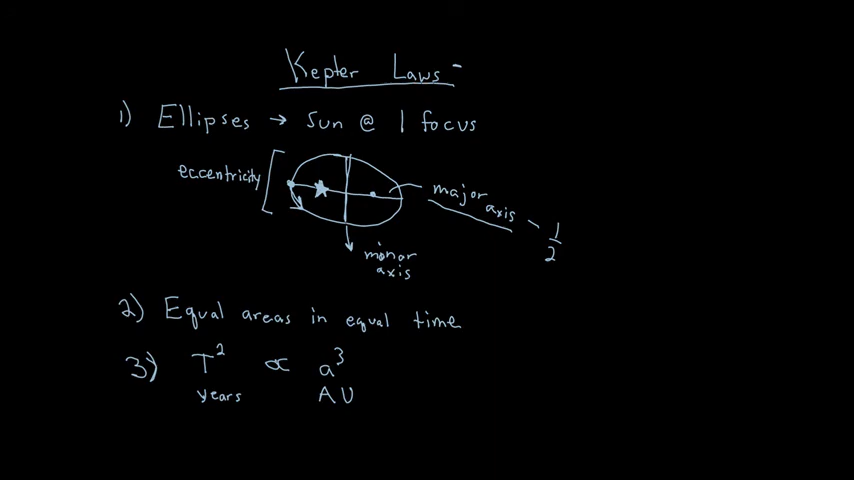 Kepter Laws -
1) Ellipses → Sun @ 1 focus
eccentricity
major axis - 1/2
minor axis
2) Equal areas in equal time
3) T² ∝ a³
years AU